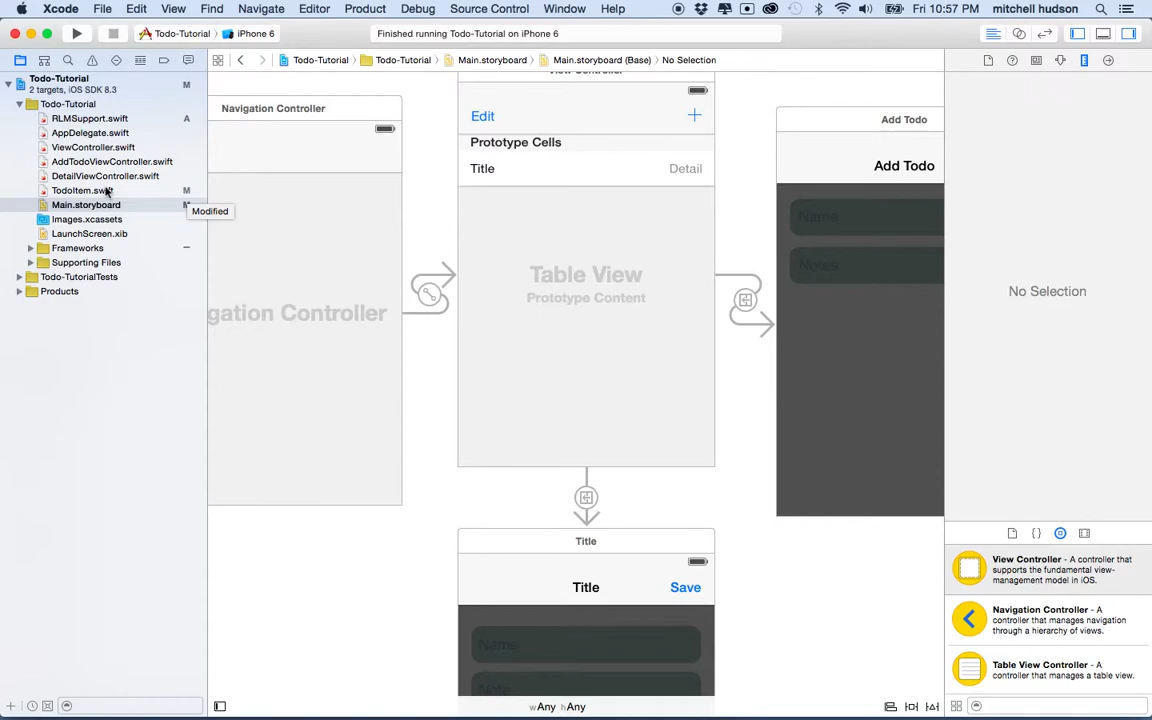 Xcode File Edit View Find Navigate Editor Product Debug Source Control Window Help Fri 10:57 PM mitchell hudson
Todo-Tutorial iPhone 6 Finished running Todo-Tutorial on iPhone 6
Todo-Tutorial Todo-Tutorial Main.storyboard Main.storyboard (Base) No Selection
Todo-Tutorial
2 targets, iOS SDK 8.3 M
Todo-Tutorial
RLMSupport.swift A
AppDelegate.swift
ViewController.swift
AddTodoViewController.swift
DetailViewController.swift
TodoItem.swift M
Main.storyboard M
Modified
Images.xcassets
LaunchScreen.xib
Frameworks
Supporting Files
Todo-TutorialTests
Products
Navigation Controller
gation Controller
View Controller
Edit
Prototype Cells
Title Detail
Table View
Prototype Content
Add Todo
Add Todo
Name
Notes
Title
Title Save
Name
Note
wAny hAny
No Selection
View Controller - A controller that
supports the fundamental view-
management model in iOS.
Navigation Controller - A
controller that manages navigation
through a hierarchy of views.
Table View Controller - A
controller that manages a table view.